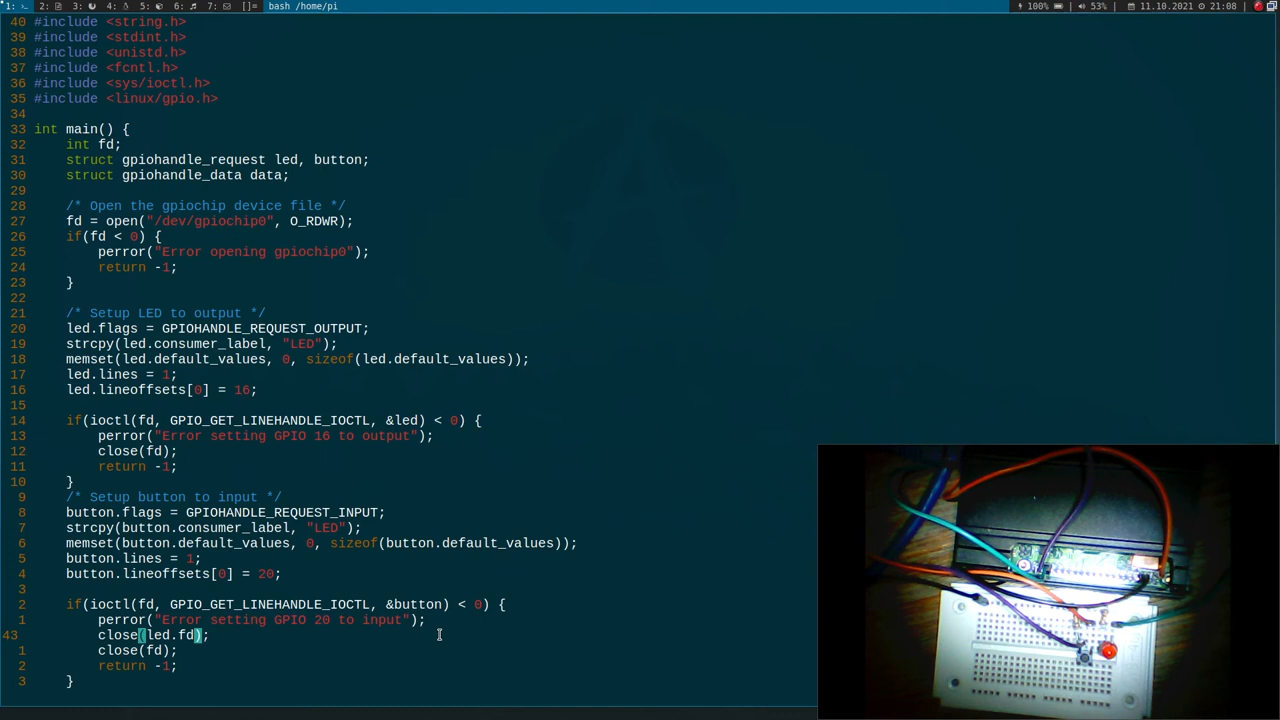 1: 2: 3: 4: 5: 6: 7: []= bash /home/pi 100% | 53% | 11.10.2021 21:08 |
40 #include <string.h>
39 #include <stdint.h>
38 #include <unistd.h>
37 #include <fcntl.h>
36 #include <sys/ioctl.h>
35 #include <linux/gpio.h>
34
33 int main() {
32     int fd;
31     struct gpiohandle_request led, button;
30     struct gpiohandle_data data;
29
28     /* Open the gpiochip device file */
27     fd = open("/dev/gpiochip0", O_RDWR);
26     if(fd < 0) {
25         perror("Error opening gpiochip0");
24         return -1;
23     }
22
21     /* Setup LED to output */
20     led.flags = GPIOHANDLE_REQUEST_OUTPUT;
19     strcpy(led.consumer_label, "LED");
18     memset(led.default_values, 0, sizeof(led.default_values));
17     led.lines = 1;
16     led.lineoffsets[0] = 16;
15
14     if(ioctl(fd, GPIO_GET_LINEHANDLE_IOCTL, &led) < 0) {
13         perror("Error setting GPIO 16 to output");
12         close(fd);
11         return -1;
10     }
9     /* Setup button to input */
8     button.flags = GPIOHANDLE_REQUEST_INPUT;
7     strcpy(button.consumer_label, "LED");
6     memset(button.default_values, 0, sizeof(button.default_values));
5     button.lines = 1;
4     button.lineoffsets[0] = 20;
3
2     if(ioctl(fd, GPIO_GET_LINEHANDLE_IOCTL, &button) < 0) {
1         perror("Error setting GPIO 20 to input");
43         close(led.fd);
1         close(fd);
2         return -1;
3     }